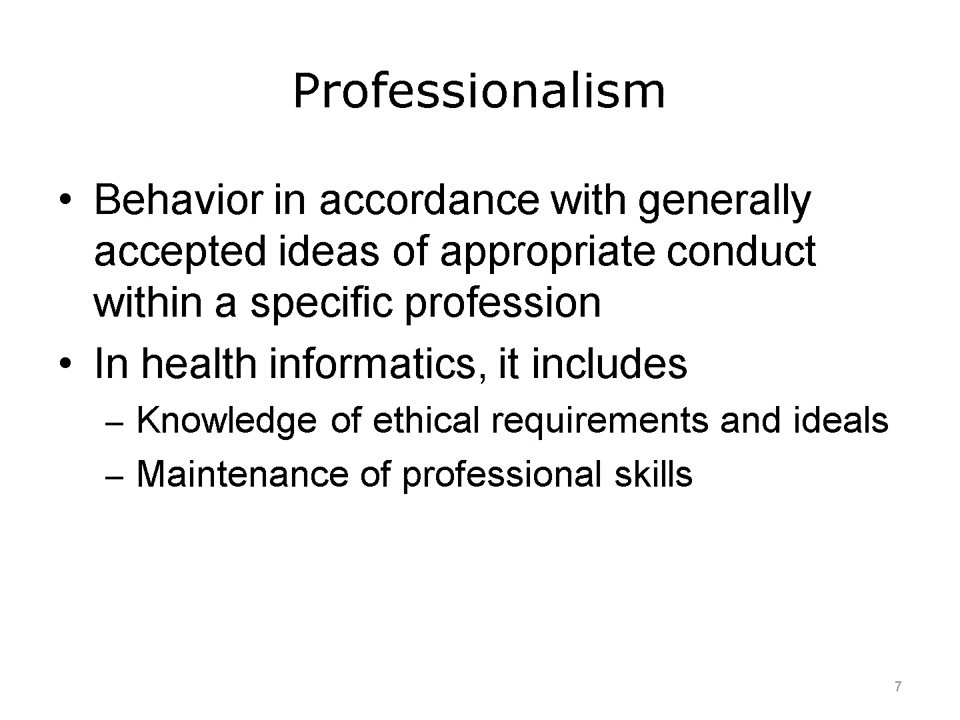 Professionalism
• Behavior in accordance with generally
accepted ideas of appropriate conduct
within a specific profession
• In health informatics, it includes
– Knowledge of ethical requirements and ideals
– Maintenance of professional skills
7